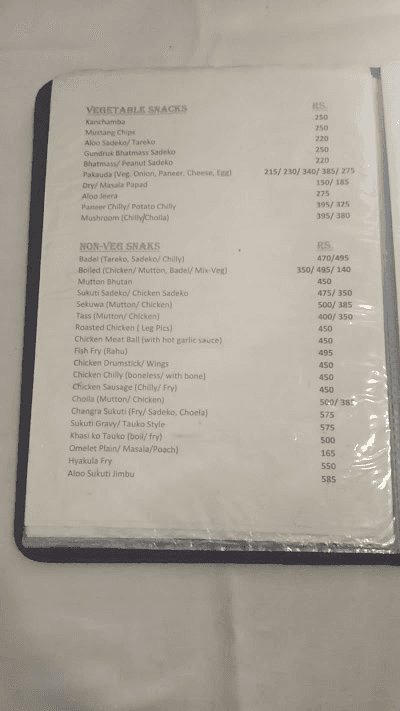 VEGETABLE SNACKS RS.
Kanchamba 250
Mustang Chips 250
Aloo Sadeko/ Tareko 220
Gundruk Bhatmass Sadeko 250
Bhatmass/ Peanut Sadeko 220
Pakauda (Veg, Onion, Paneer, Cheese, Egg) 215/ 230/ 340/ 385/ 275
Dry/ Masala Papad 150/ 185
Aloo Jeera 275
Paneer Chilly/ Potato Chilly 395/ 325
Mushroom (Chilly/Choila) 395/ 380
NON-VEG SNAKS RS.
Badel (Tareko, Sadeko/ Chilly) 470/495
Boiled (Chicken/ Mutton, Badel/ Mix-Veg) 350/ 495/ 140
Mutton Bhutan 450
Sukuti Sadeko/ Chicken Sadeko 475/ 350
Sekuwa (Mutton/ Chicken) 500/ 385
Tass (Mutton/ Chicken) 400/ 350
Roasted Chicken ( Leg Pics) 450
Chicken Meat Ball (with hot garlic sauce) 450
Fish Fry (Rahu) 495
Chicken Drumstick/ Wings 450
Chicken Chilly (boneless/ with bone) 450
Chicken Sausage (Chilly/ Fry) 450
Choila (Mutton/ Chicken) 500/ 385
Changra Sukuti (Fry/ Sadeko, Choela) 575
Sukuti Gravy/ Tauko Style 575
Khasi ko Tauko (boil/ fry) 500
Omelet Plain/ Masala/Poach) 165
Hyakula Fry 550
Aloo Sukuti Jimbu 585